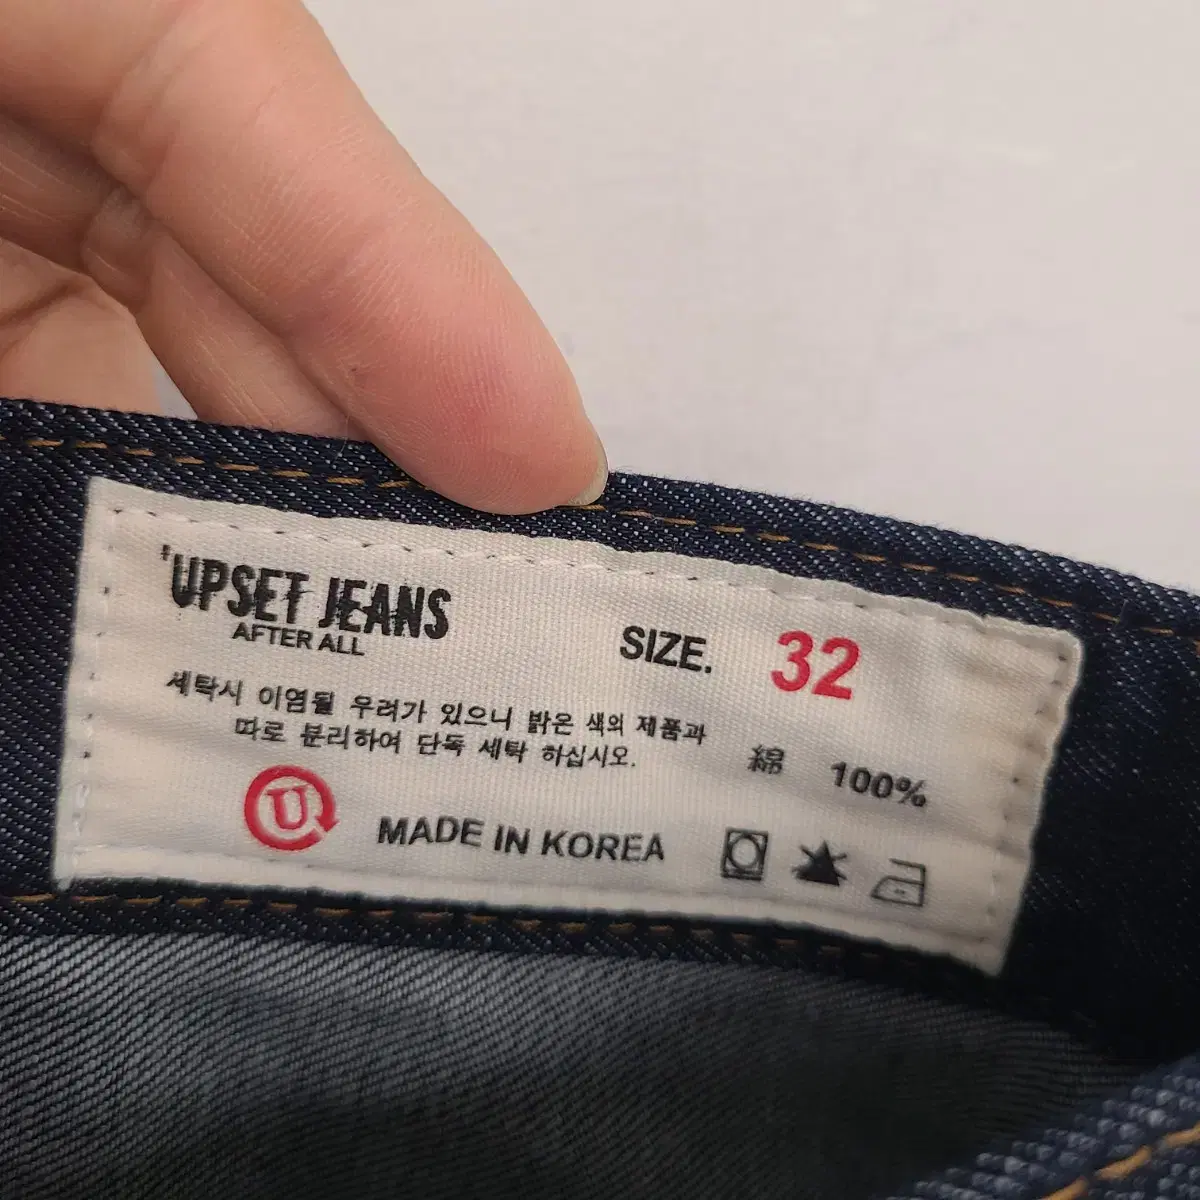 'UPSET JEANS
AFTER ALL
SIZE. 32
세탁시 이염될 우려가 있으니 밝은 색의 제품과
따로 분리하여 단독 세탁 하십시오.
綿 100%
U
MADE IN KOREA